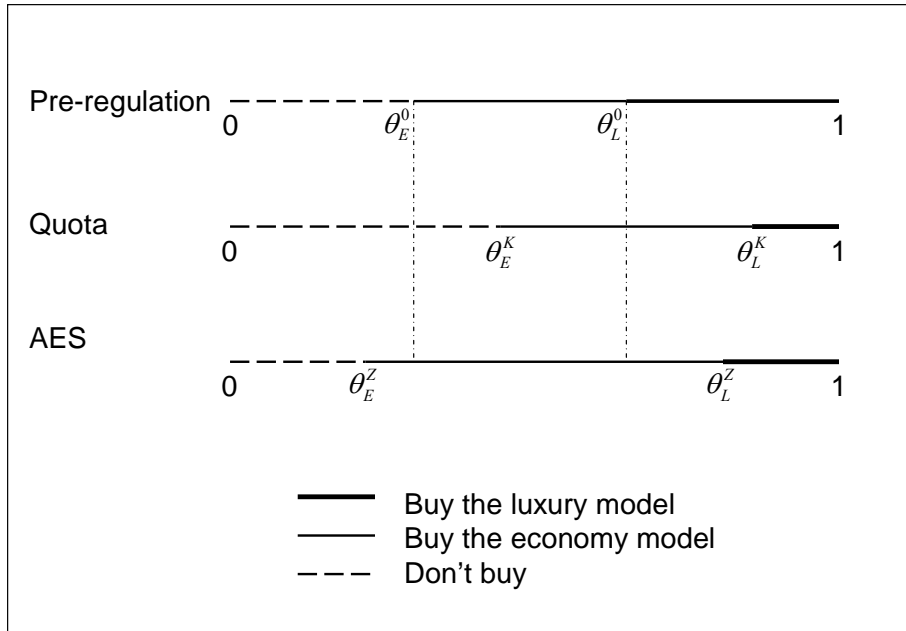 Pre-regulation
0 θ_E^0 θ_L^0 1
Quota
0 θ_E^K θ_L^K 1
AES
0 θ_E^Z θ_L^Z 1
Buy the luxury model
Buy the economy model
Don't buy